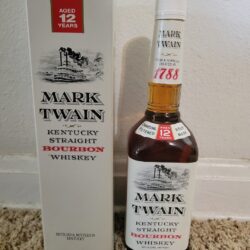 AGED
12
YEARS
MARK
TWAIN
KENTUCKY
STRAIGHT
BOURBON
WHISKEY
1788
12
MARK
TWAIN
KENTUCKY
STRAIGHT
BOURBON
WHISKEY